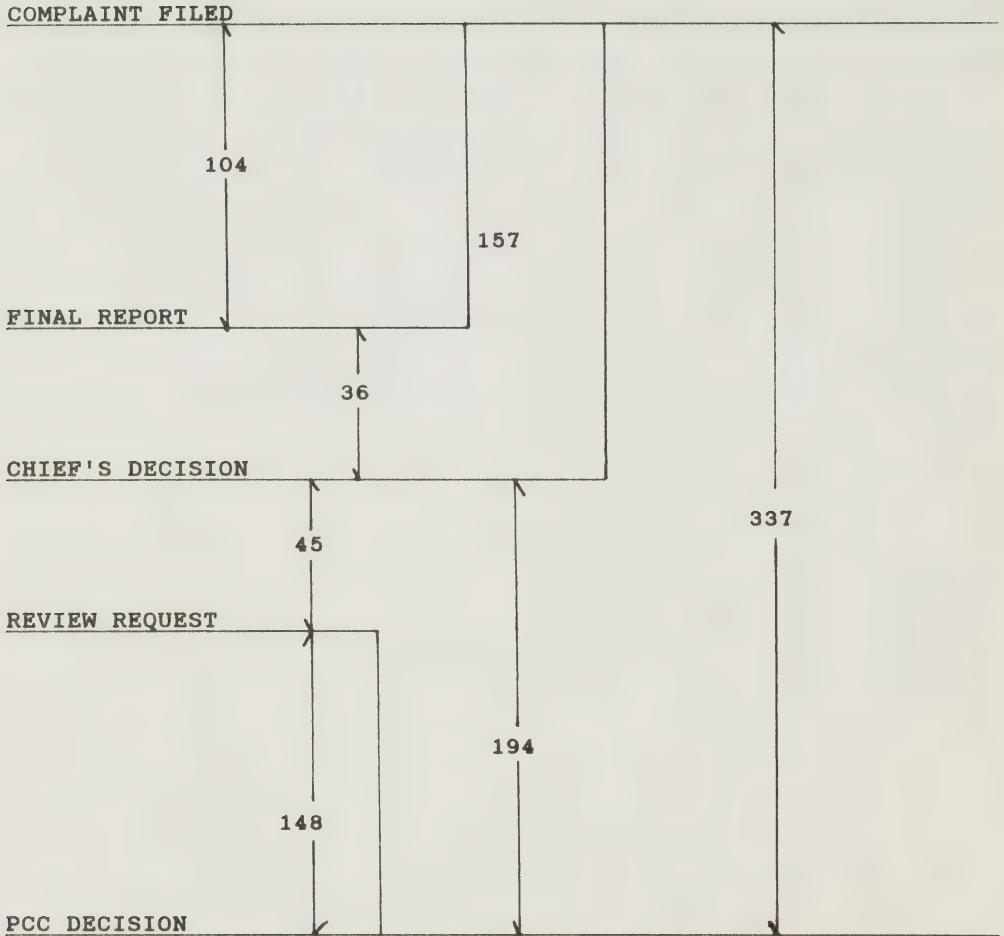 COMPLAINT FILED
104
157
FINAL REPORT
36
CHIEF'S DECISION
337
45
REVIEW REQUEST
194
148
PCC DECISION